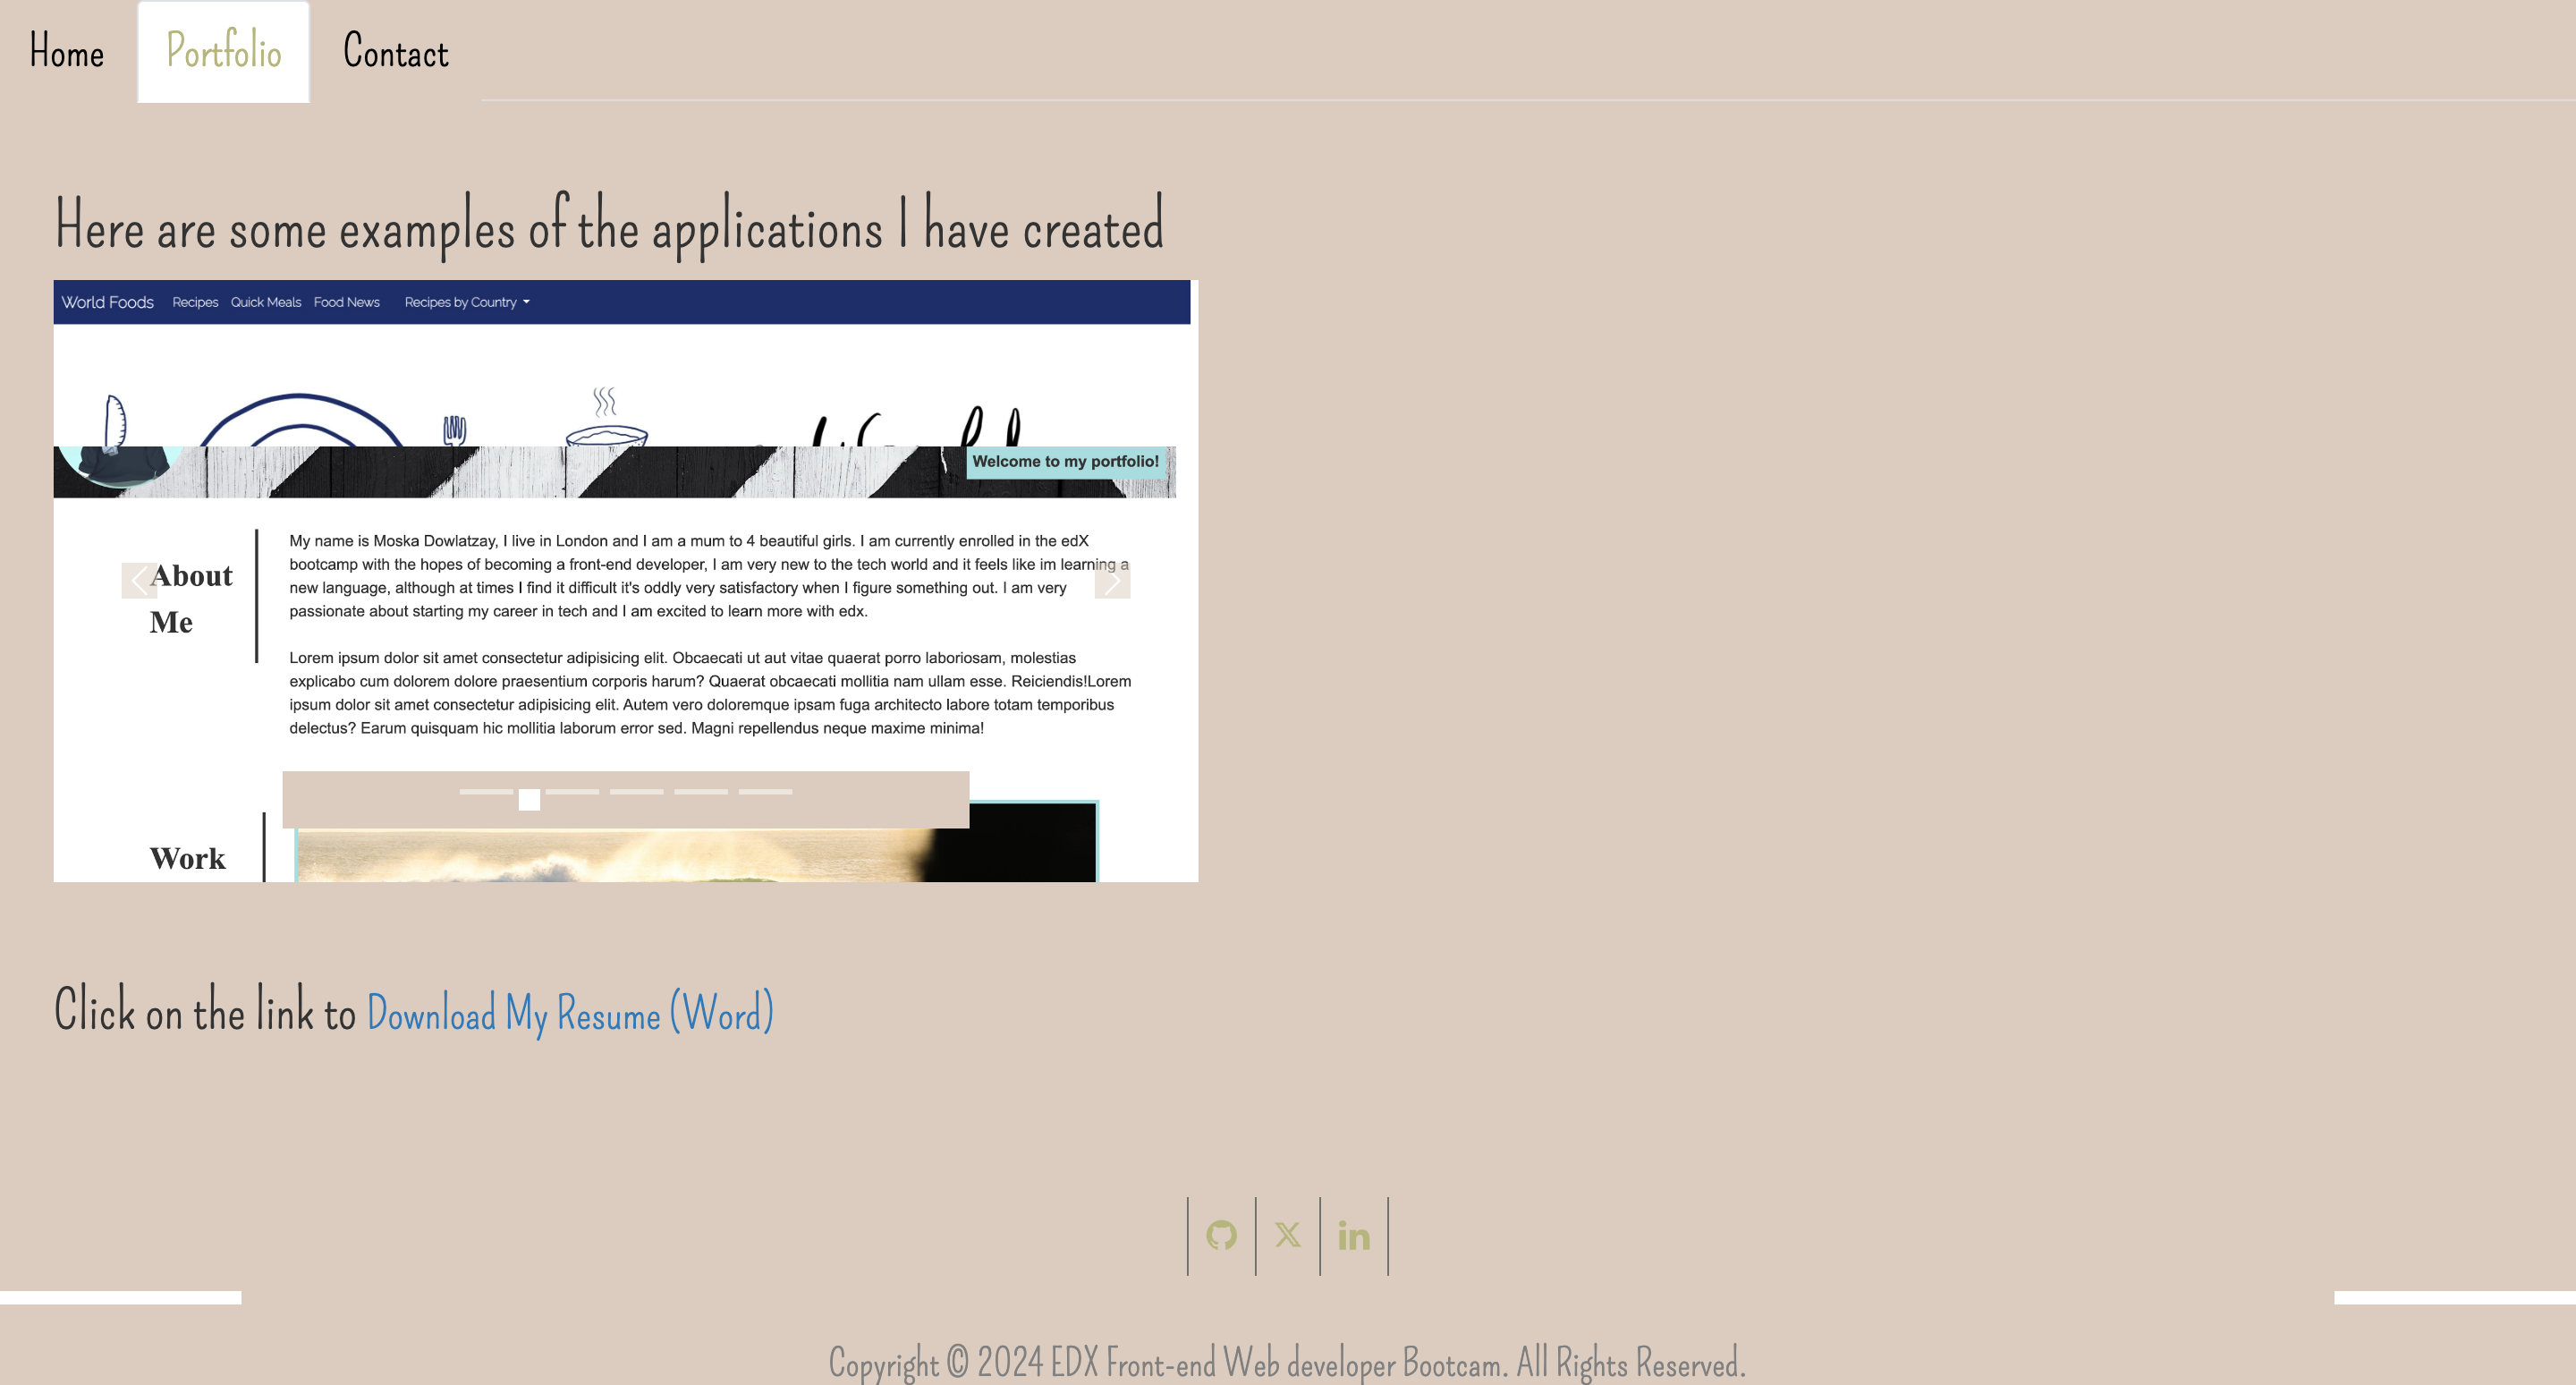 Home Portfolio Contact
Here are some examples of the applications I have created
World Foods Recipes Quick Meals Food News Recipes by Country
Welcome to my portfolio!
About
Me
My name is Moska Dowlatzay, I live in London and I am a mum to 4 beautiful girls. I am currently enrolled in the edX
bootcamp with the hopes of becoming a front-end developer, I am very new to the tech world and it feels like im learning a
new language, although at times I find it difficult it's oddly very satisfactory when I figure something out. I am very
passionate about starting my career in tech and I am excited to learn more with edx.
Lorem ipsum dolor sit amet consectetur adipisicing elit. Obcaecati ut aut vitae quaerat porro laboriosam, molestias
explicabo cum dolorem dolore praesentium corporis harum? Quaerat obcaecati mollitia nam ullam esse. Reiciendis!Lorem
ipsum dolor sit amet consectetur adipisicing elit. Autem vero doloremque ipsam fuga architecto labore totam temporibus
delectus? Earum quisquam hic mollitia laborum error sed. Magni repellendus neque maxime minima!
Work
Click on the link to Download My Resume (Word)
Copyright © 2024 EDX Front-end Web developer Bootcam. All Rights Reserved.